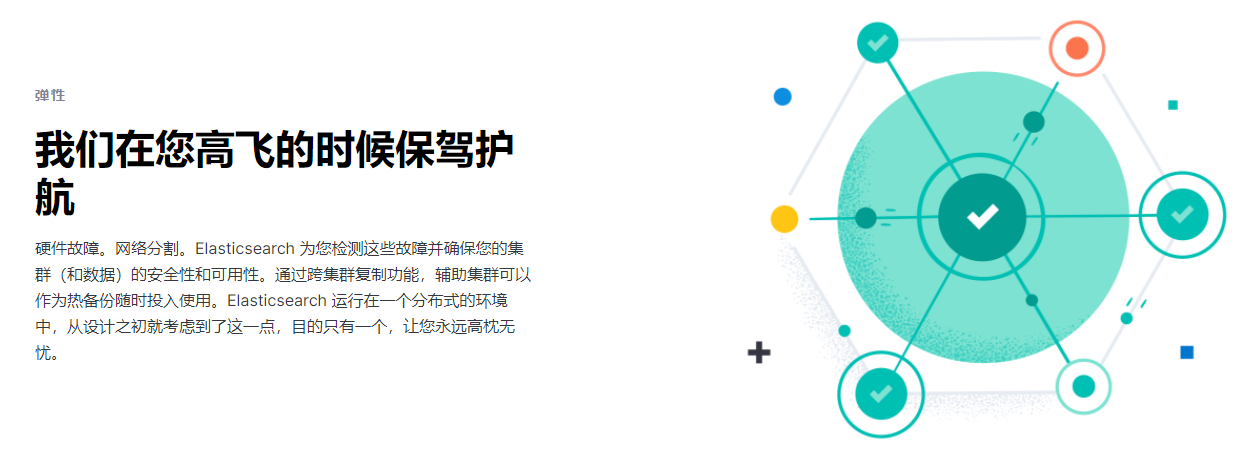 弹性
我们在您高飞的时候保驾护
航
硬件故障。网络分割。Elasticsearch 为您检测这些故障并确保您的集
群（和数据）的安全性和可用性。通过跨集群复制功能，辅助集群可以
作为热备份随时投入使用。Elasticsearch 运行在一个分布式的环境
中，从设计之初就考虑到了这一点，目的只有一个，让您永远高枕无
忧。